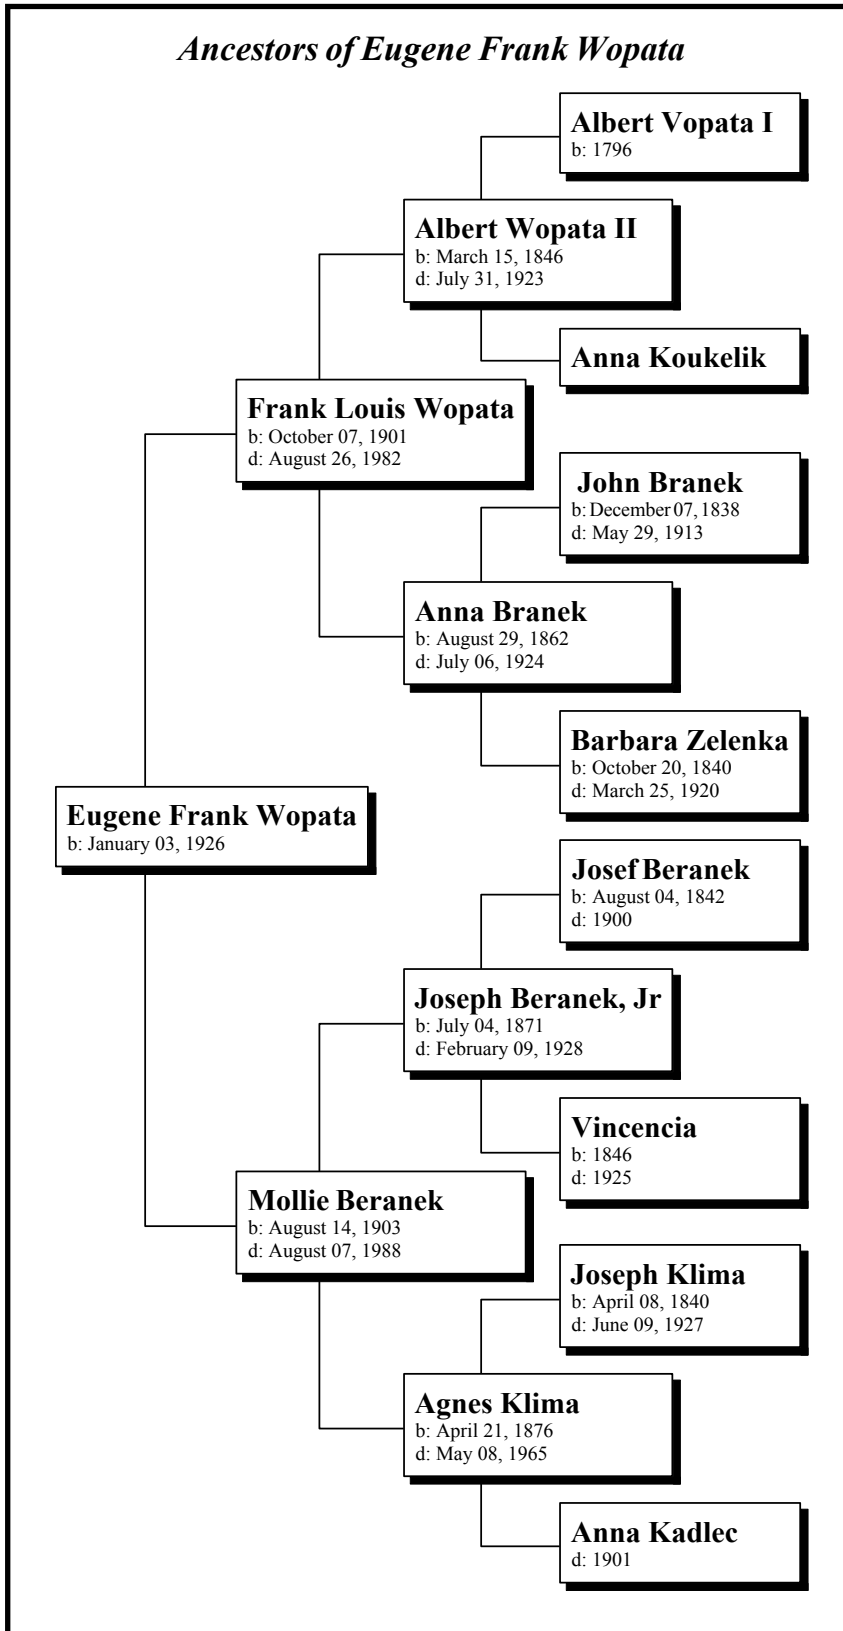 Ancestors of Eugene Frank Wopata
Albert Vopata I
b: 1796
Albert Wopata II
b: March 15, 1846
d: July 31, 1923
Anna Koukelik
Frank Louis Wopata
b: October 07, 1901
d: August 26, 1982
John Branek
b: December 07, 1838
d: May 29, 1913
Anna Branek
b: August 29, 1862
d: July 06, 1924
Barbara Zelenka
b: October 20, 1840
d: March 25, 1920
Eugene Frank Wopata
b: January 03, 1926
Josef Beranek
b: August 04, 1842
d: 1900
Joseph Beranek, Jr
b: July 04, 1871
d: February 09, 1928
Vincencia
b: 1846
d: 1925
Mollie Beranek
b: August 14, 1903
d: August 07, 1988
Joseph Klima
b: April 08, 1840
d: June 09, 1927
Agnes Klima
b: April 21, 1876
d: May 08, 1965
Anna Kadlec
d: 1901